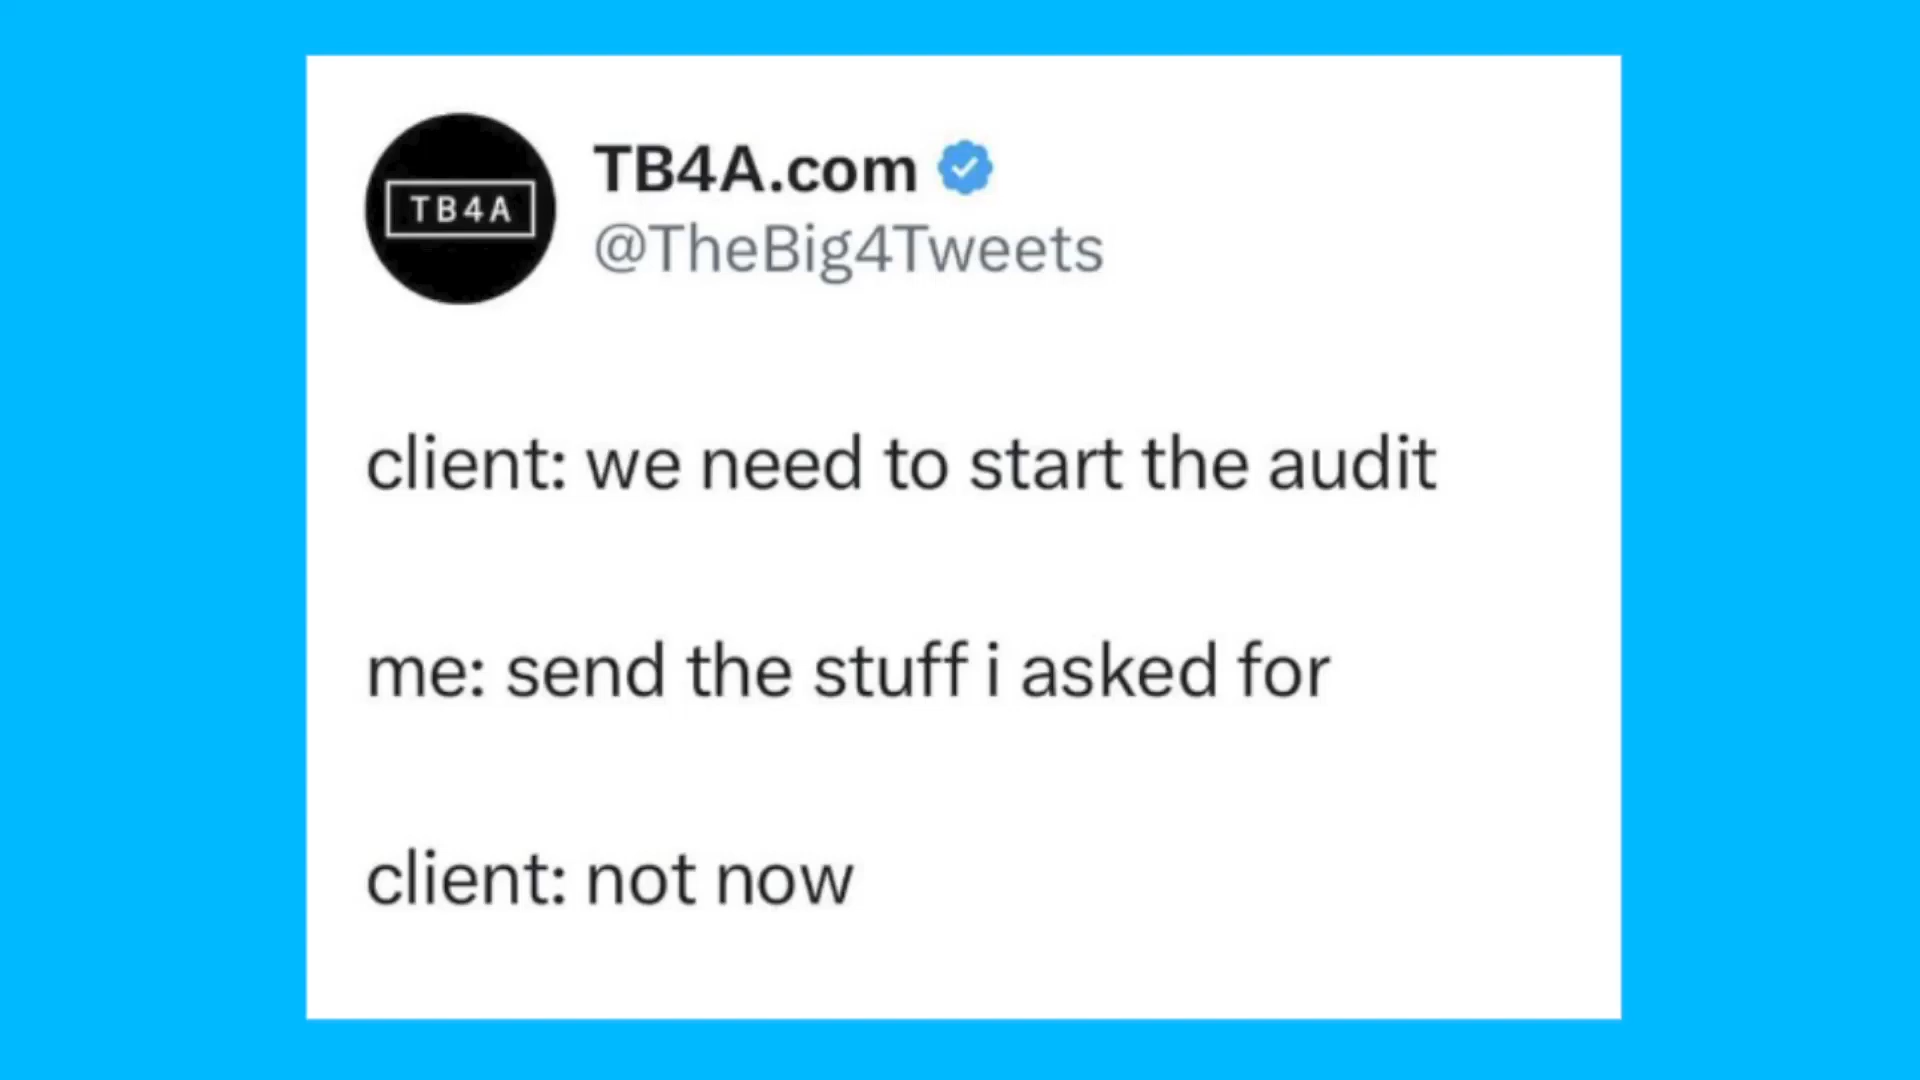 TB4A
TB4A.com
@TheBig4Tweets
client: we need to start the audit
me: send the stuff i asked for
client: not now